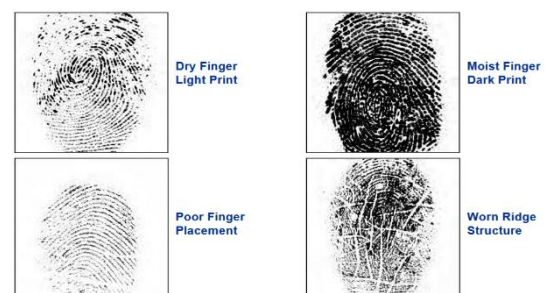 Dry Finger
Light Print
Moist Finger
Dark Print
Poor Finger
Placement
Worn Ridge
Structure